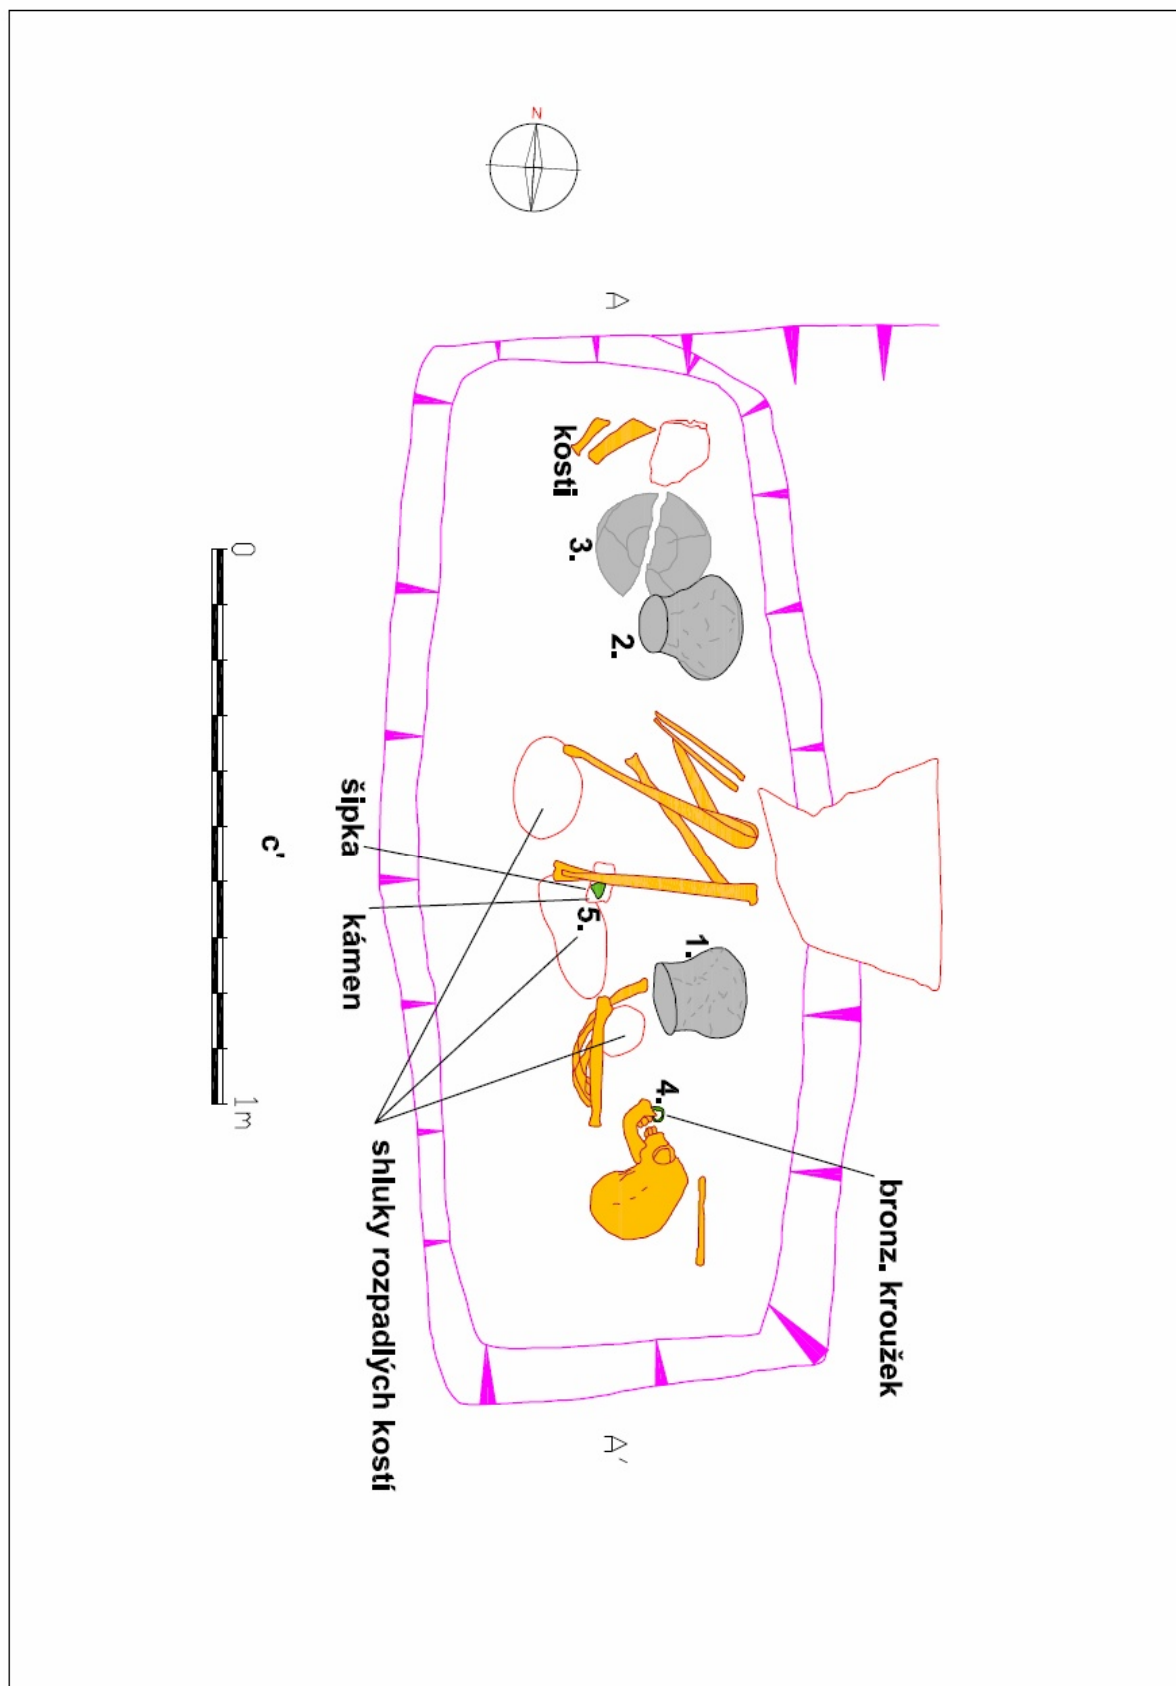 N
A
kosti
3.
2.
0
šipka
c'
kámen
5.
1.
4.
1m
shluky rozpadlých kostí
bronz. kroužek
A'